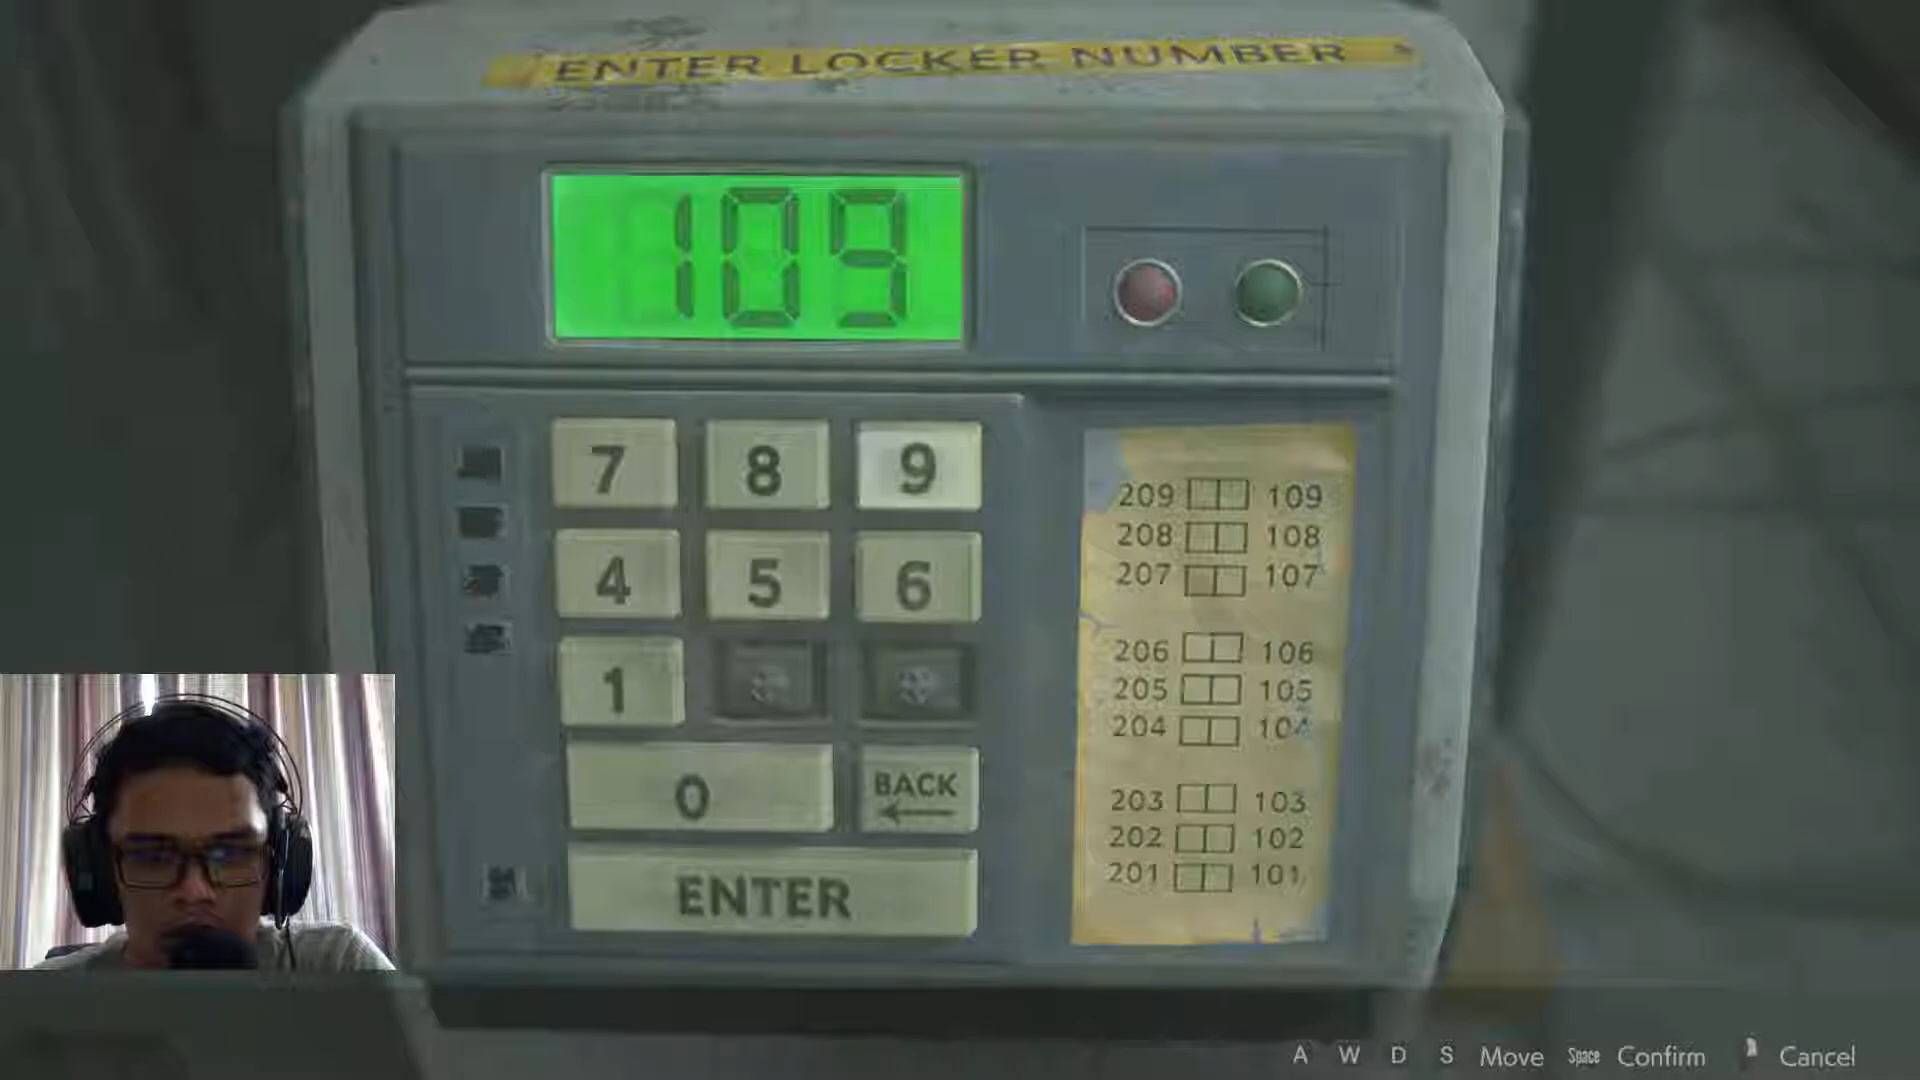 ENTER LOCKER NUMBER
109
7 8 9
4 5 6
1
0 BACK
ENTER
209 109
208 108
207 107
206 106
205 105
204 104
203 103
202 102
201 101
A W D S Move Space Confirm Cancel